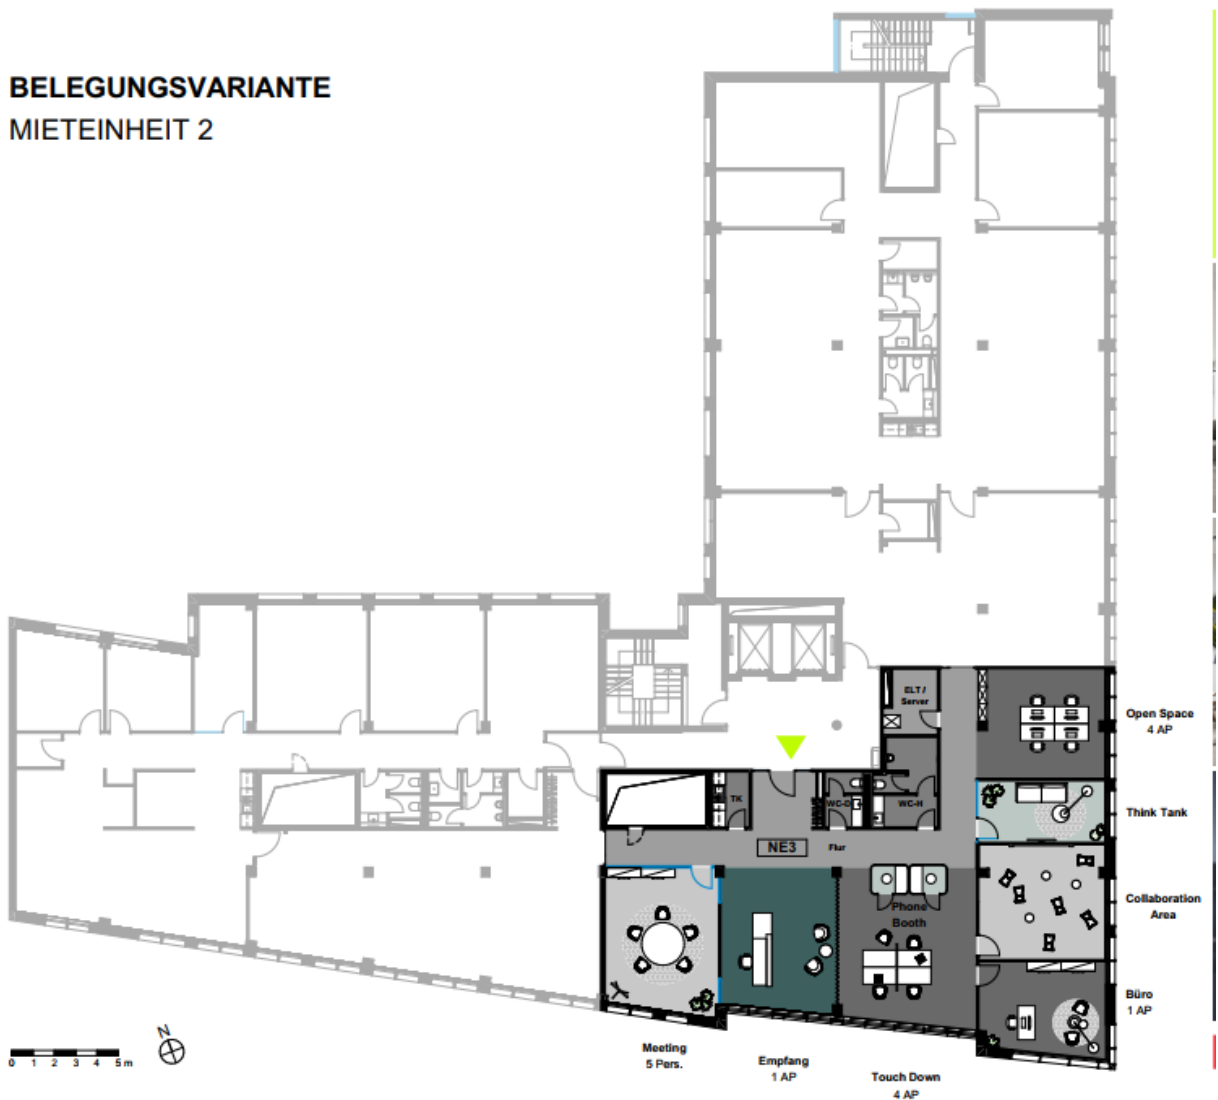 BELEGUNGSVARIANTE
MIETEINHEIT 2
ELT /
Server
Open Space
4 AP
TK
WC-D
WC-H
Think Tank
NE3
Flur
Phone
Booth
Collaboration
Area
Büro
1 AP
N
0 1 2 3 4 5 m
Meeting
5 Pers.
Empfang
1 AP
Touch Down
4 AP